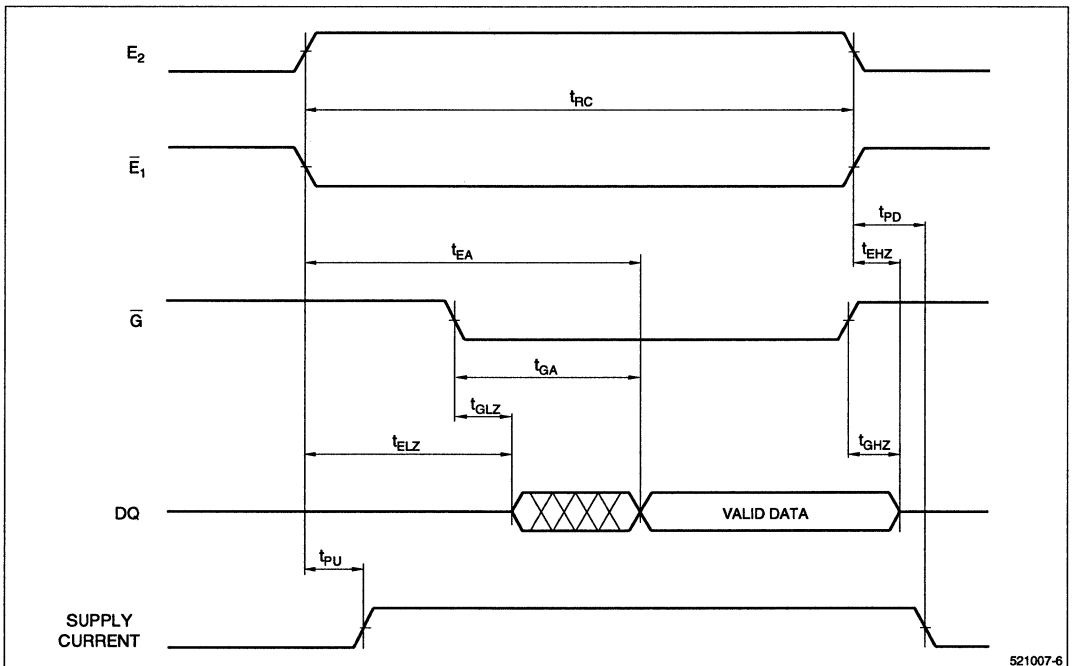 E2
tRC
Ē1
tPD
tEHZ
tEA
G̅
tGA
tGLZ
tGHZ
tELZ
DQ
VALID DATA
tPU
SUPPLY
CURRENT
521007-6